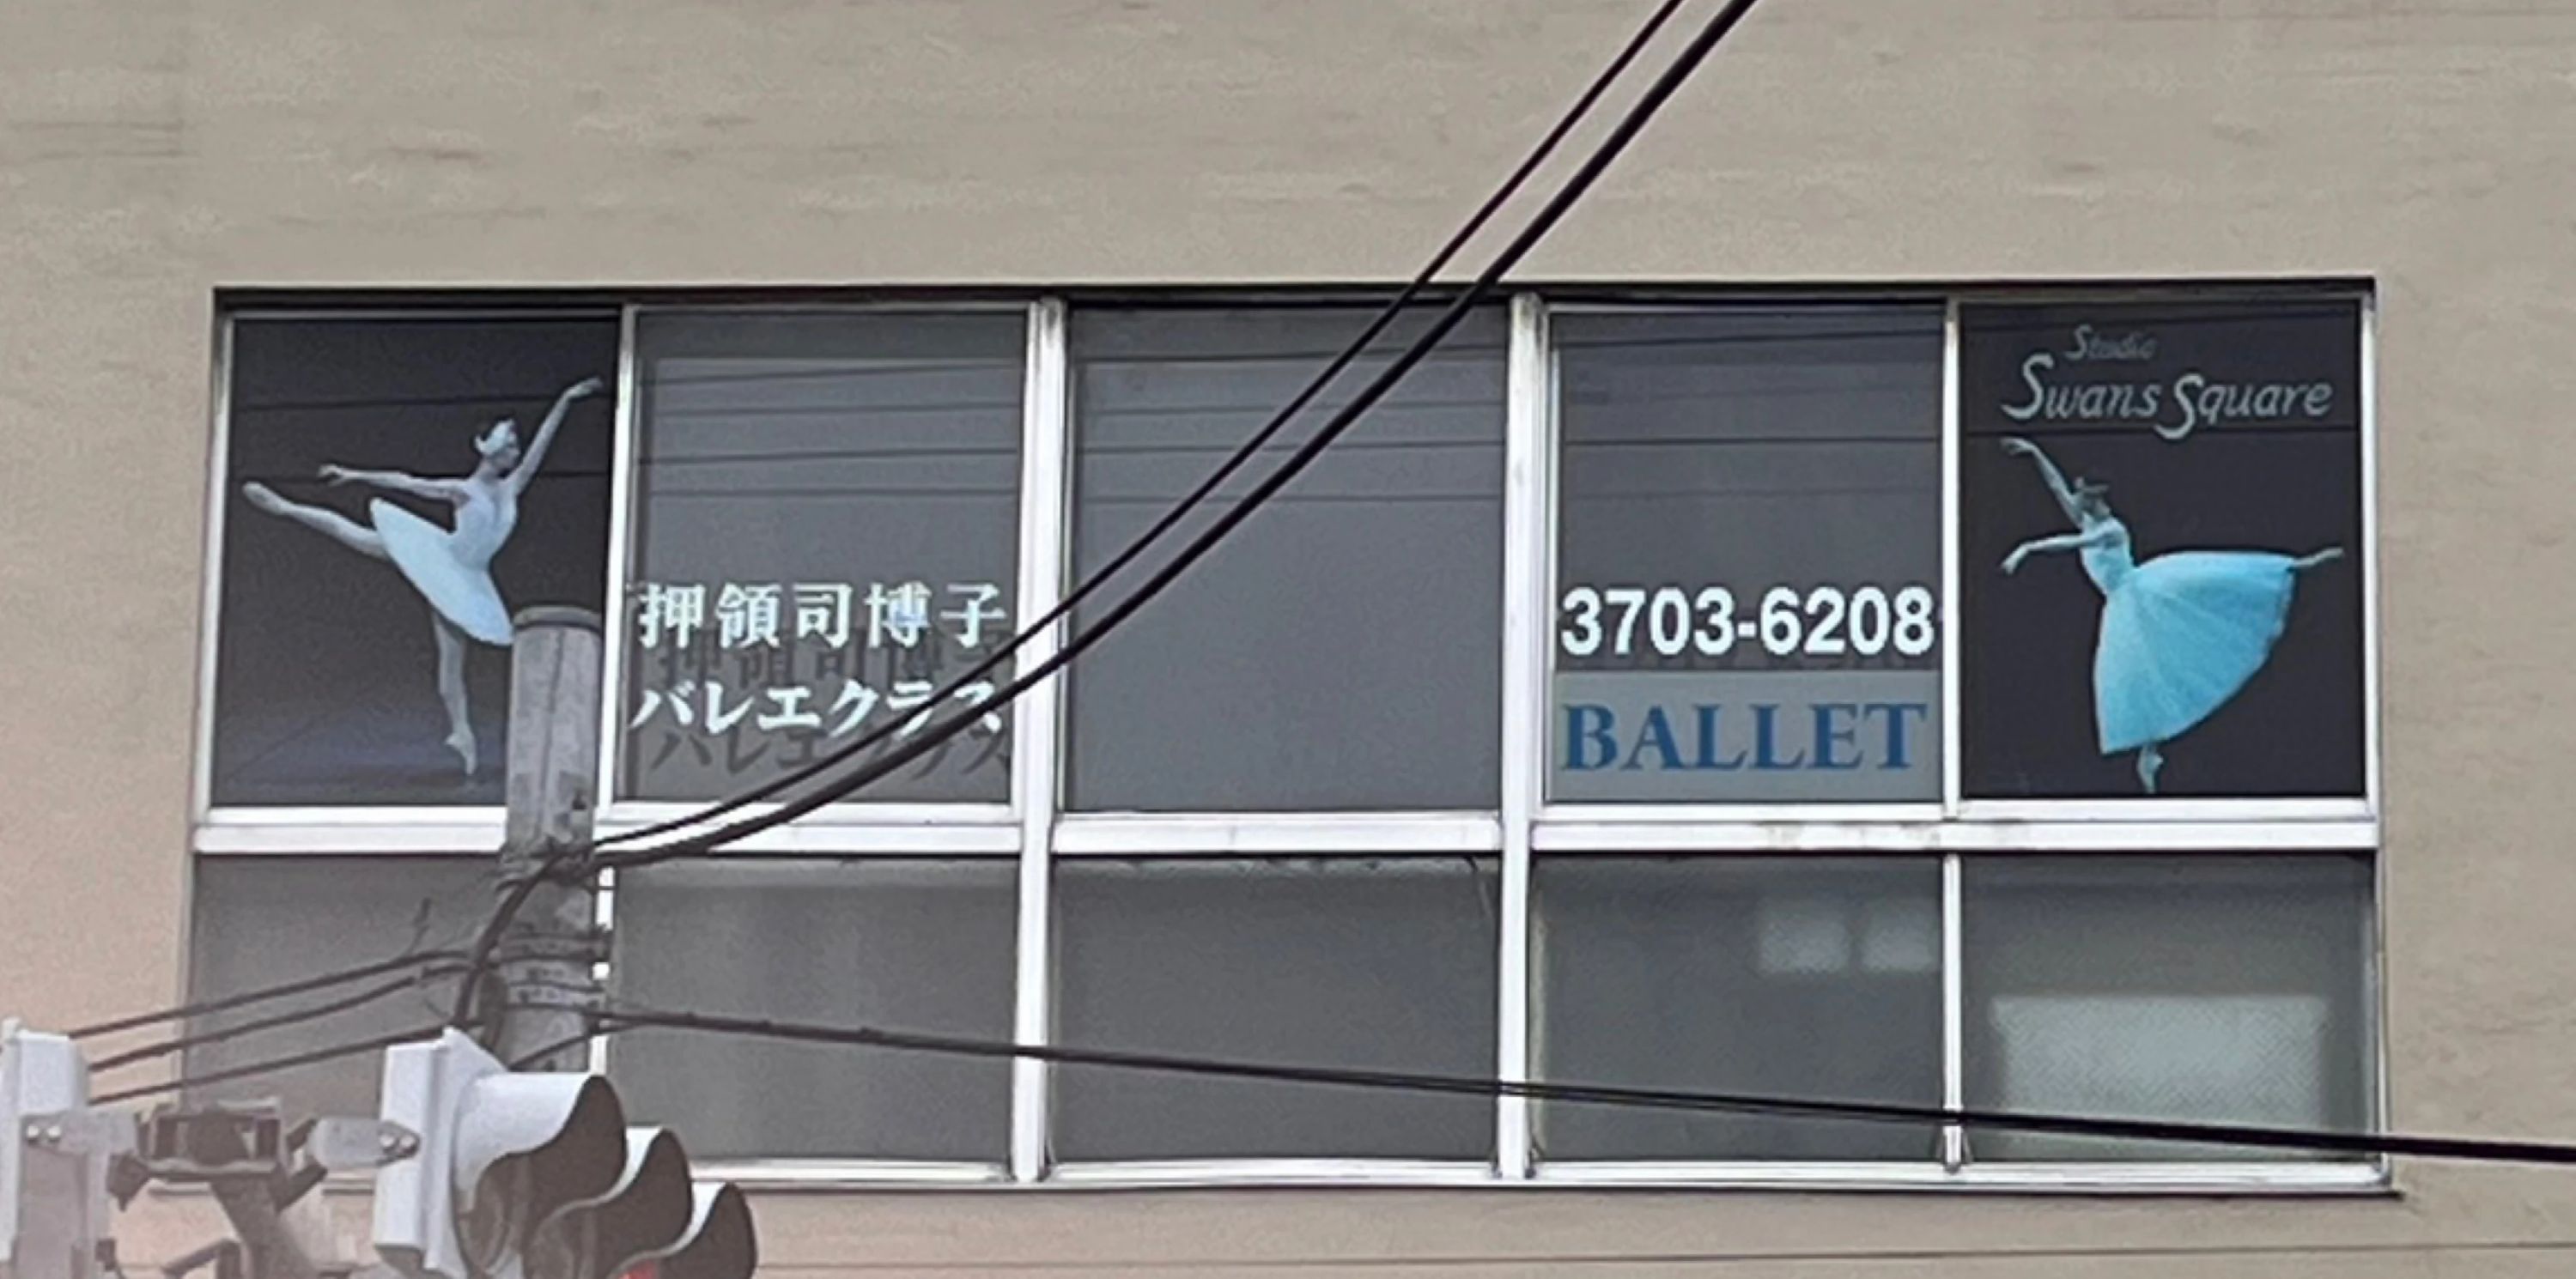 押領司博子
バレエクラス
3703-6208
BALLET
Studio
Swans Square